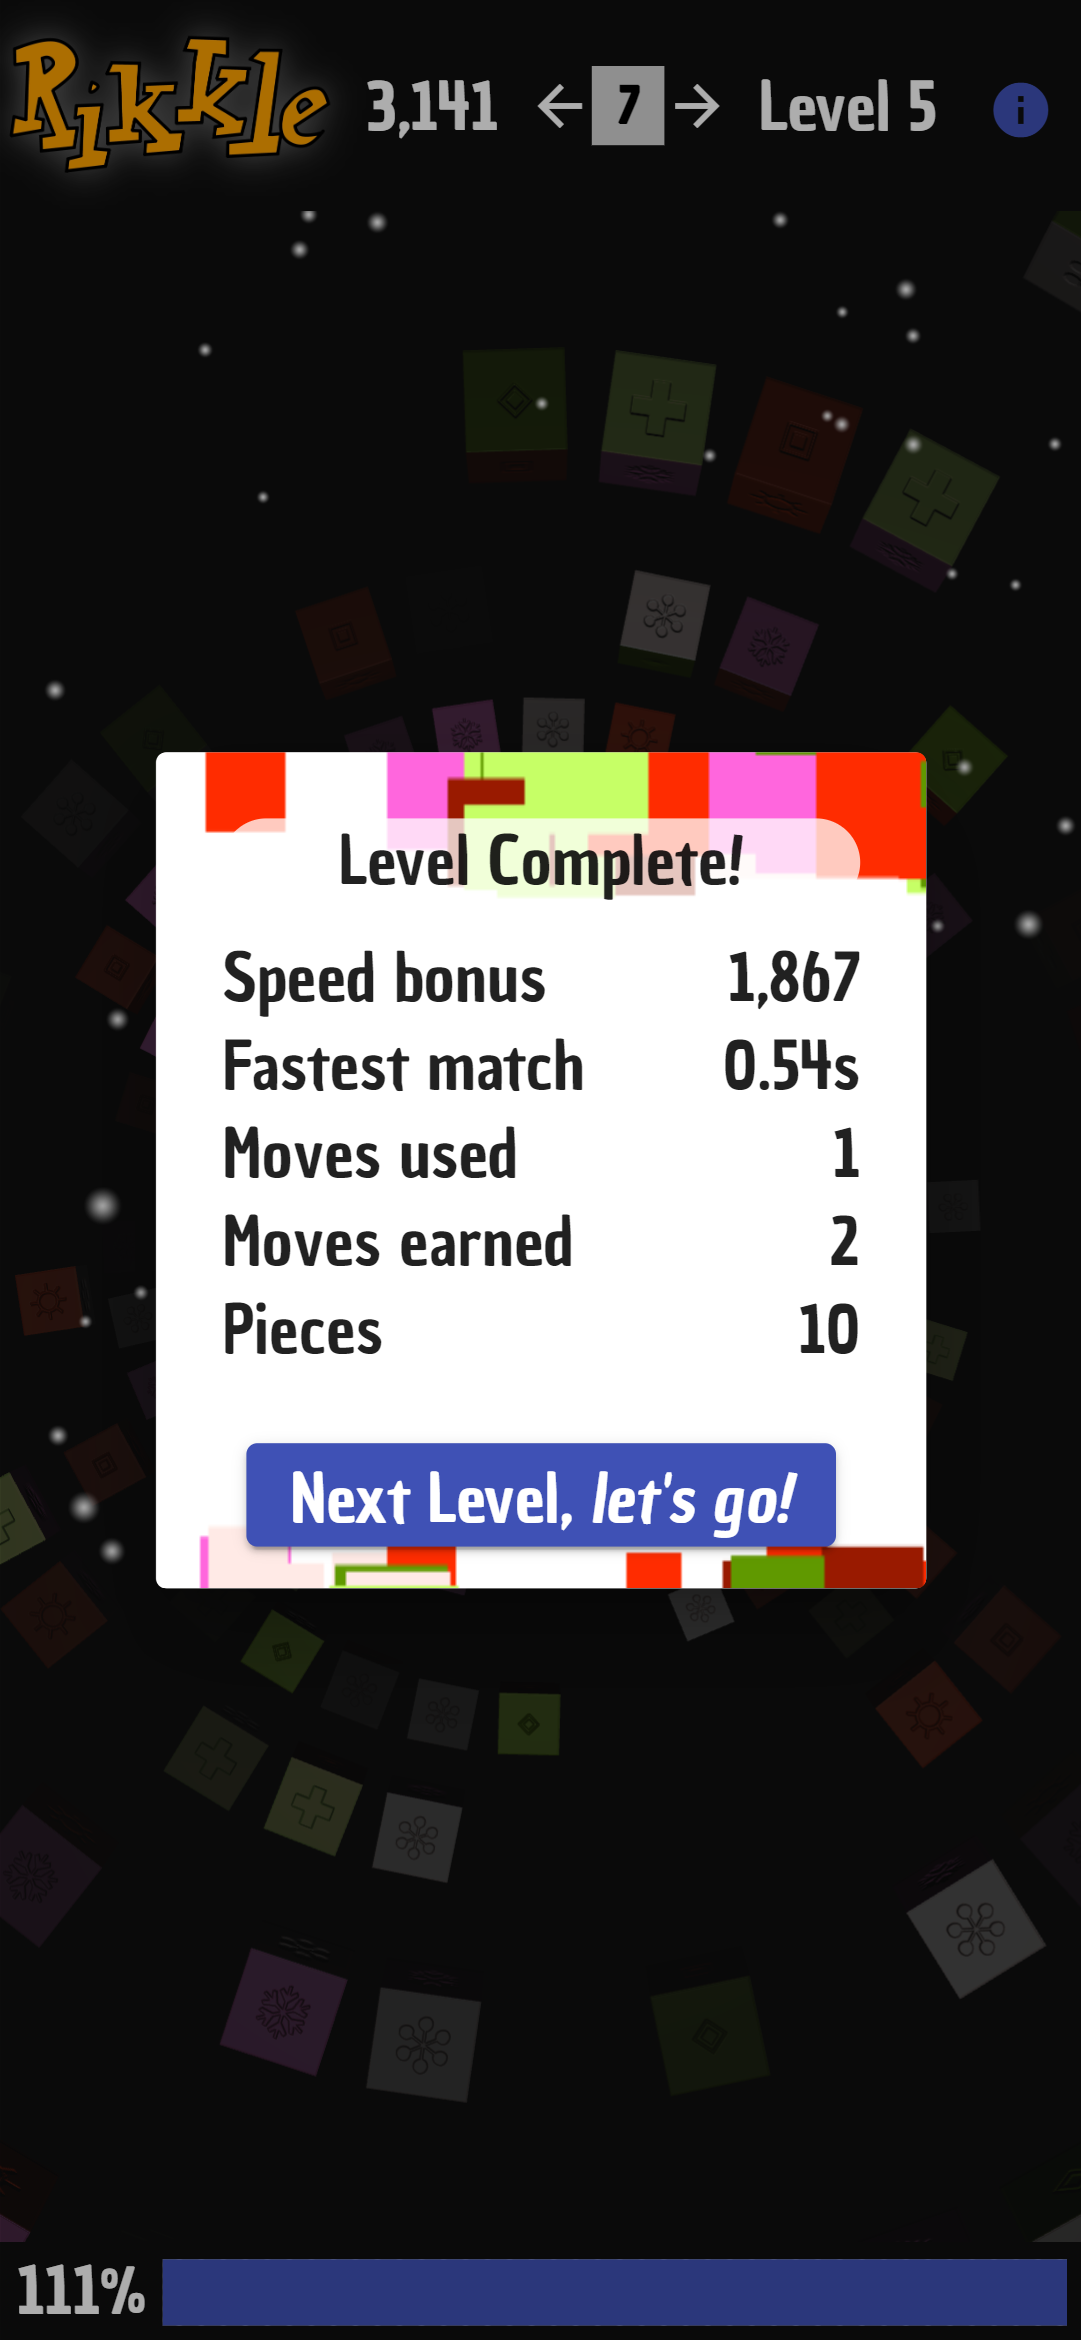 Rikkle 3,141 ← 7 → Level 5 i
Level Complete!
Speed bonus 1,867
Fastest match 0.54s
Moves used 1
Moves earned 2
Pieces 10
Next Level, let's go!
111%